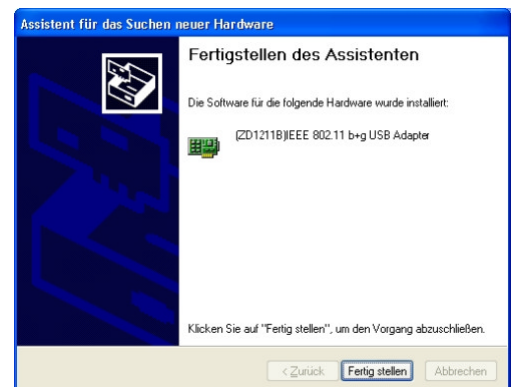 Assistent für das Suchen neuer Hardware
Fertigstellen des Assistenten
Die Software für die folgende Hardware wurde installiert:
(ZD1211B)IEEE 802.11 b+g USB Adapter
Klicken Sie auf "Fertig stellen", um den Vorgang abzuschließen.
< Zurück Fertig stellen Abbrechen